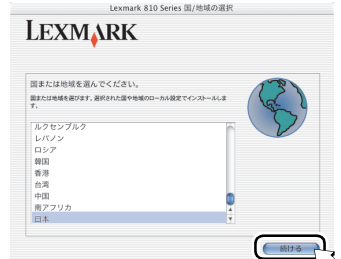 Lexmark 810 Series 国/地域の選択
LEXMARK
国または地域を選んでください。
国または地域を選びます。選択された国や地域のローカル設定でインストールしま
す。
ルクセンブルク
レバノン
ロシア
韓国
香港
台湾
中国
南アフリカ
日本
続ける